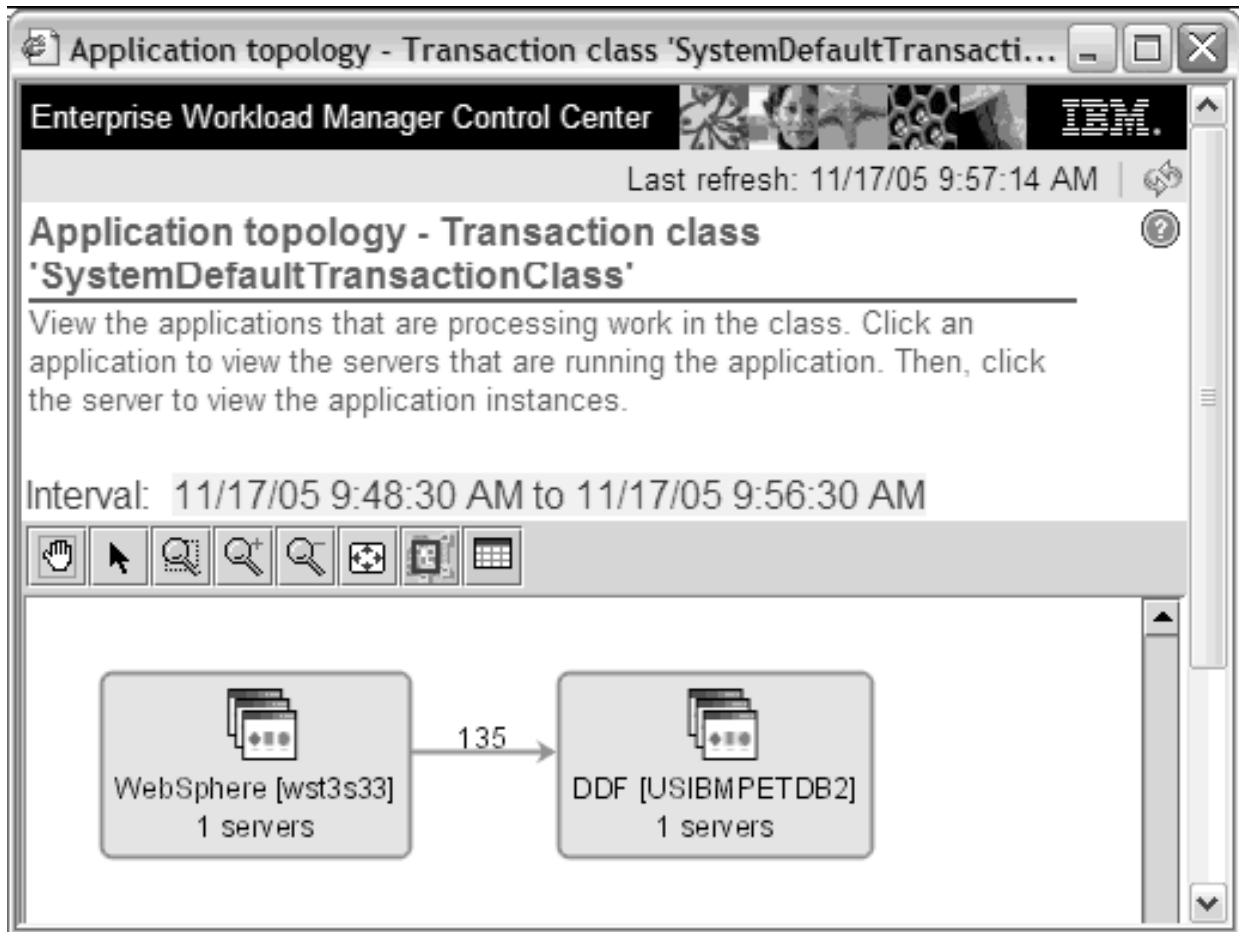 Application topology - Transaction class 'SystemDefaultTransacti...
Enterprise Workload Manager Control Center
IBM.
Last refresh: 11/17/05 9:57:14 AM
Application topology - Transaction class
'SystemDefaultTransactionClass'
View the applications that are processing work in the class. Click an
application to view the servers that are running the application. Then, click
the server to view the application instances.
Interval: 11/17/05 9:48:30 AM to 11/17/05 9:56:30 AM
135
WebSphere [wst3s33]
1 servers
DDF [USIBMPETDB2]
1 servers